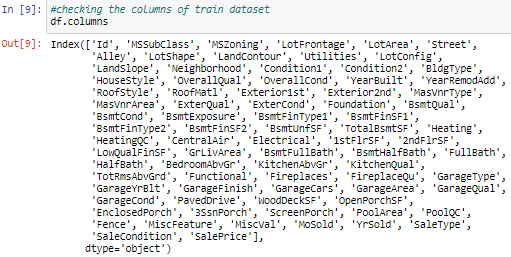 In [9]: #checking the columns of train dataset
df.columns
Out[9]: Index(['Id', 'MSSubClass', 'MSZoning', 'LotFrontage', 'LotArea', 'Street',
'Alley', 'LotShape', 'LandContour', 'Utilities', 'LotConfig',
'LandSlope', 'Neighborhood', 'Condition1', 'Condition2', 'BldgType',
'HouseStyle', 'OverallQual', 'OverallCond', 'YearBuilt', 'YearRemodAdd',
'RoofStyle', 'RoofMatl', 'Exterior1st', 'Exterior2nd', 'MasVnrType',
'MasVnrArea', 'ExterQual', 'ExterCond', 'Foundation', 'BsmtQual',
'BsmtCond', 'BsmtExposure', 'BsmtFinType1', 'BsmtFinSF1',
'BsmtFinType2', 'BsmtFinSF2', 'BsmtUnfSF', 'TotalBsmtSF', 'Heating',
'HeatingQC', 'CentralAir', 'Electrical', '1stFlrSF', '2ndFlrSF',
'LowQualFinSF', 'GrLivArea', 'BsmtFullBath', 'BsmtHalfBath', 'FullBath',
'HalfBath', 'BedroomAbvGr', 'KitchenAbvGr', 'KitchenQual',
'TotRmsAbvGrd', 'Functional', 'Fireplaces', 'FireplaceQu', 'GarageType',
'GarageYrBlt', 'GarageFinish', 'GarageCars', 'GarageArea', 'GarageQual',
'GarageCond', 'PavedDrive', 'WoodDeckSF', 'OpenPorchSF',
'EnclosedPorch', '3SsnPorch', 'ScreenPorch', 'PoolArea', 'PoolQC',
'Fence', 'MiscFeature', 'MiscVal', 'MoSold', 'YrSold', 'SaleType',
'SaleCondition', 'SalePrice'],
dtype='object')